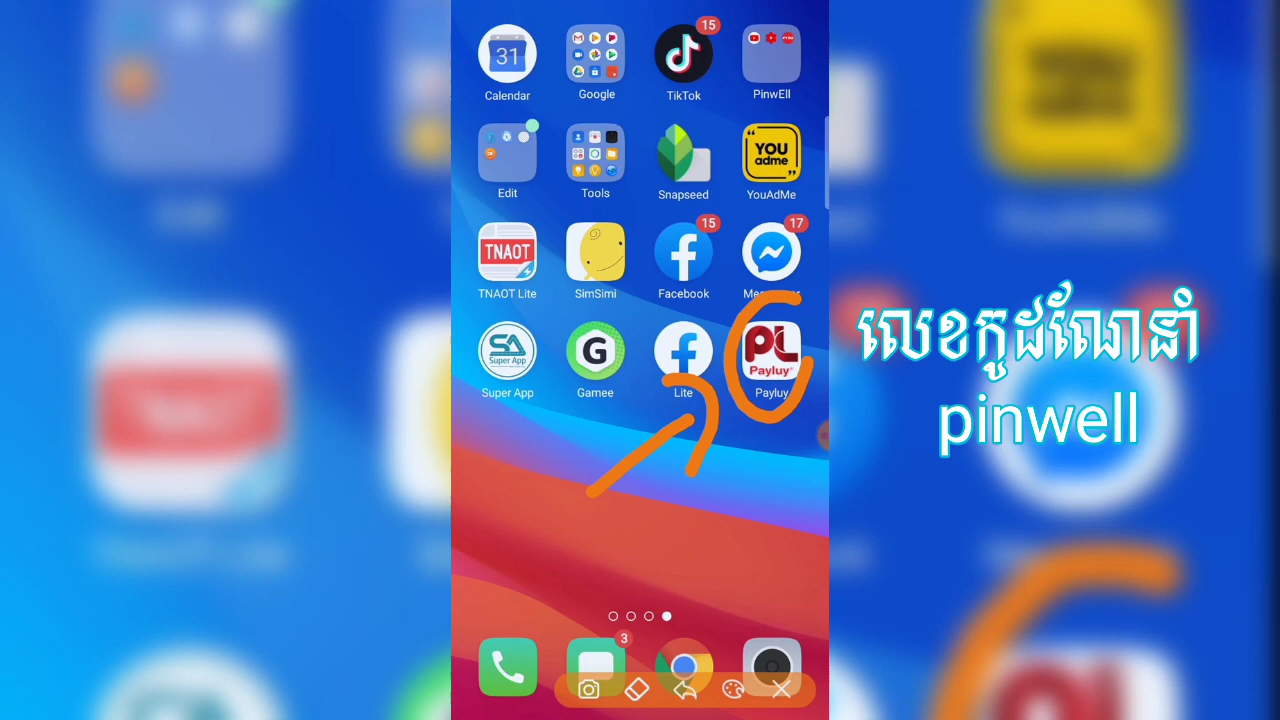 31
15
Calendar
Google
TikTok
PinwEll
YOU
adme
Edit
Tools
Snapseed
YouAdMe
15
17
TNAOT
TNAOT Lite
SimSimi
Facebook
SA
Super App
G
PL
Payluy
Super App
Gamee
Lite
Payluy
3
លេខកូដណែនាំ
pinwell